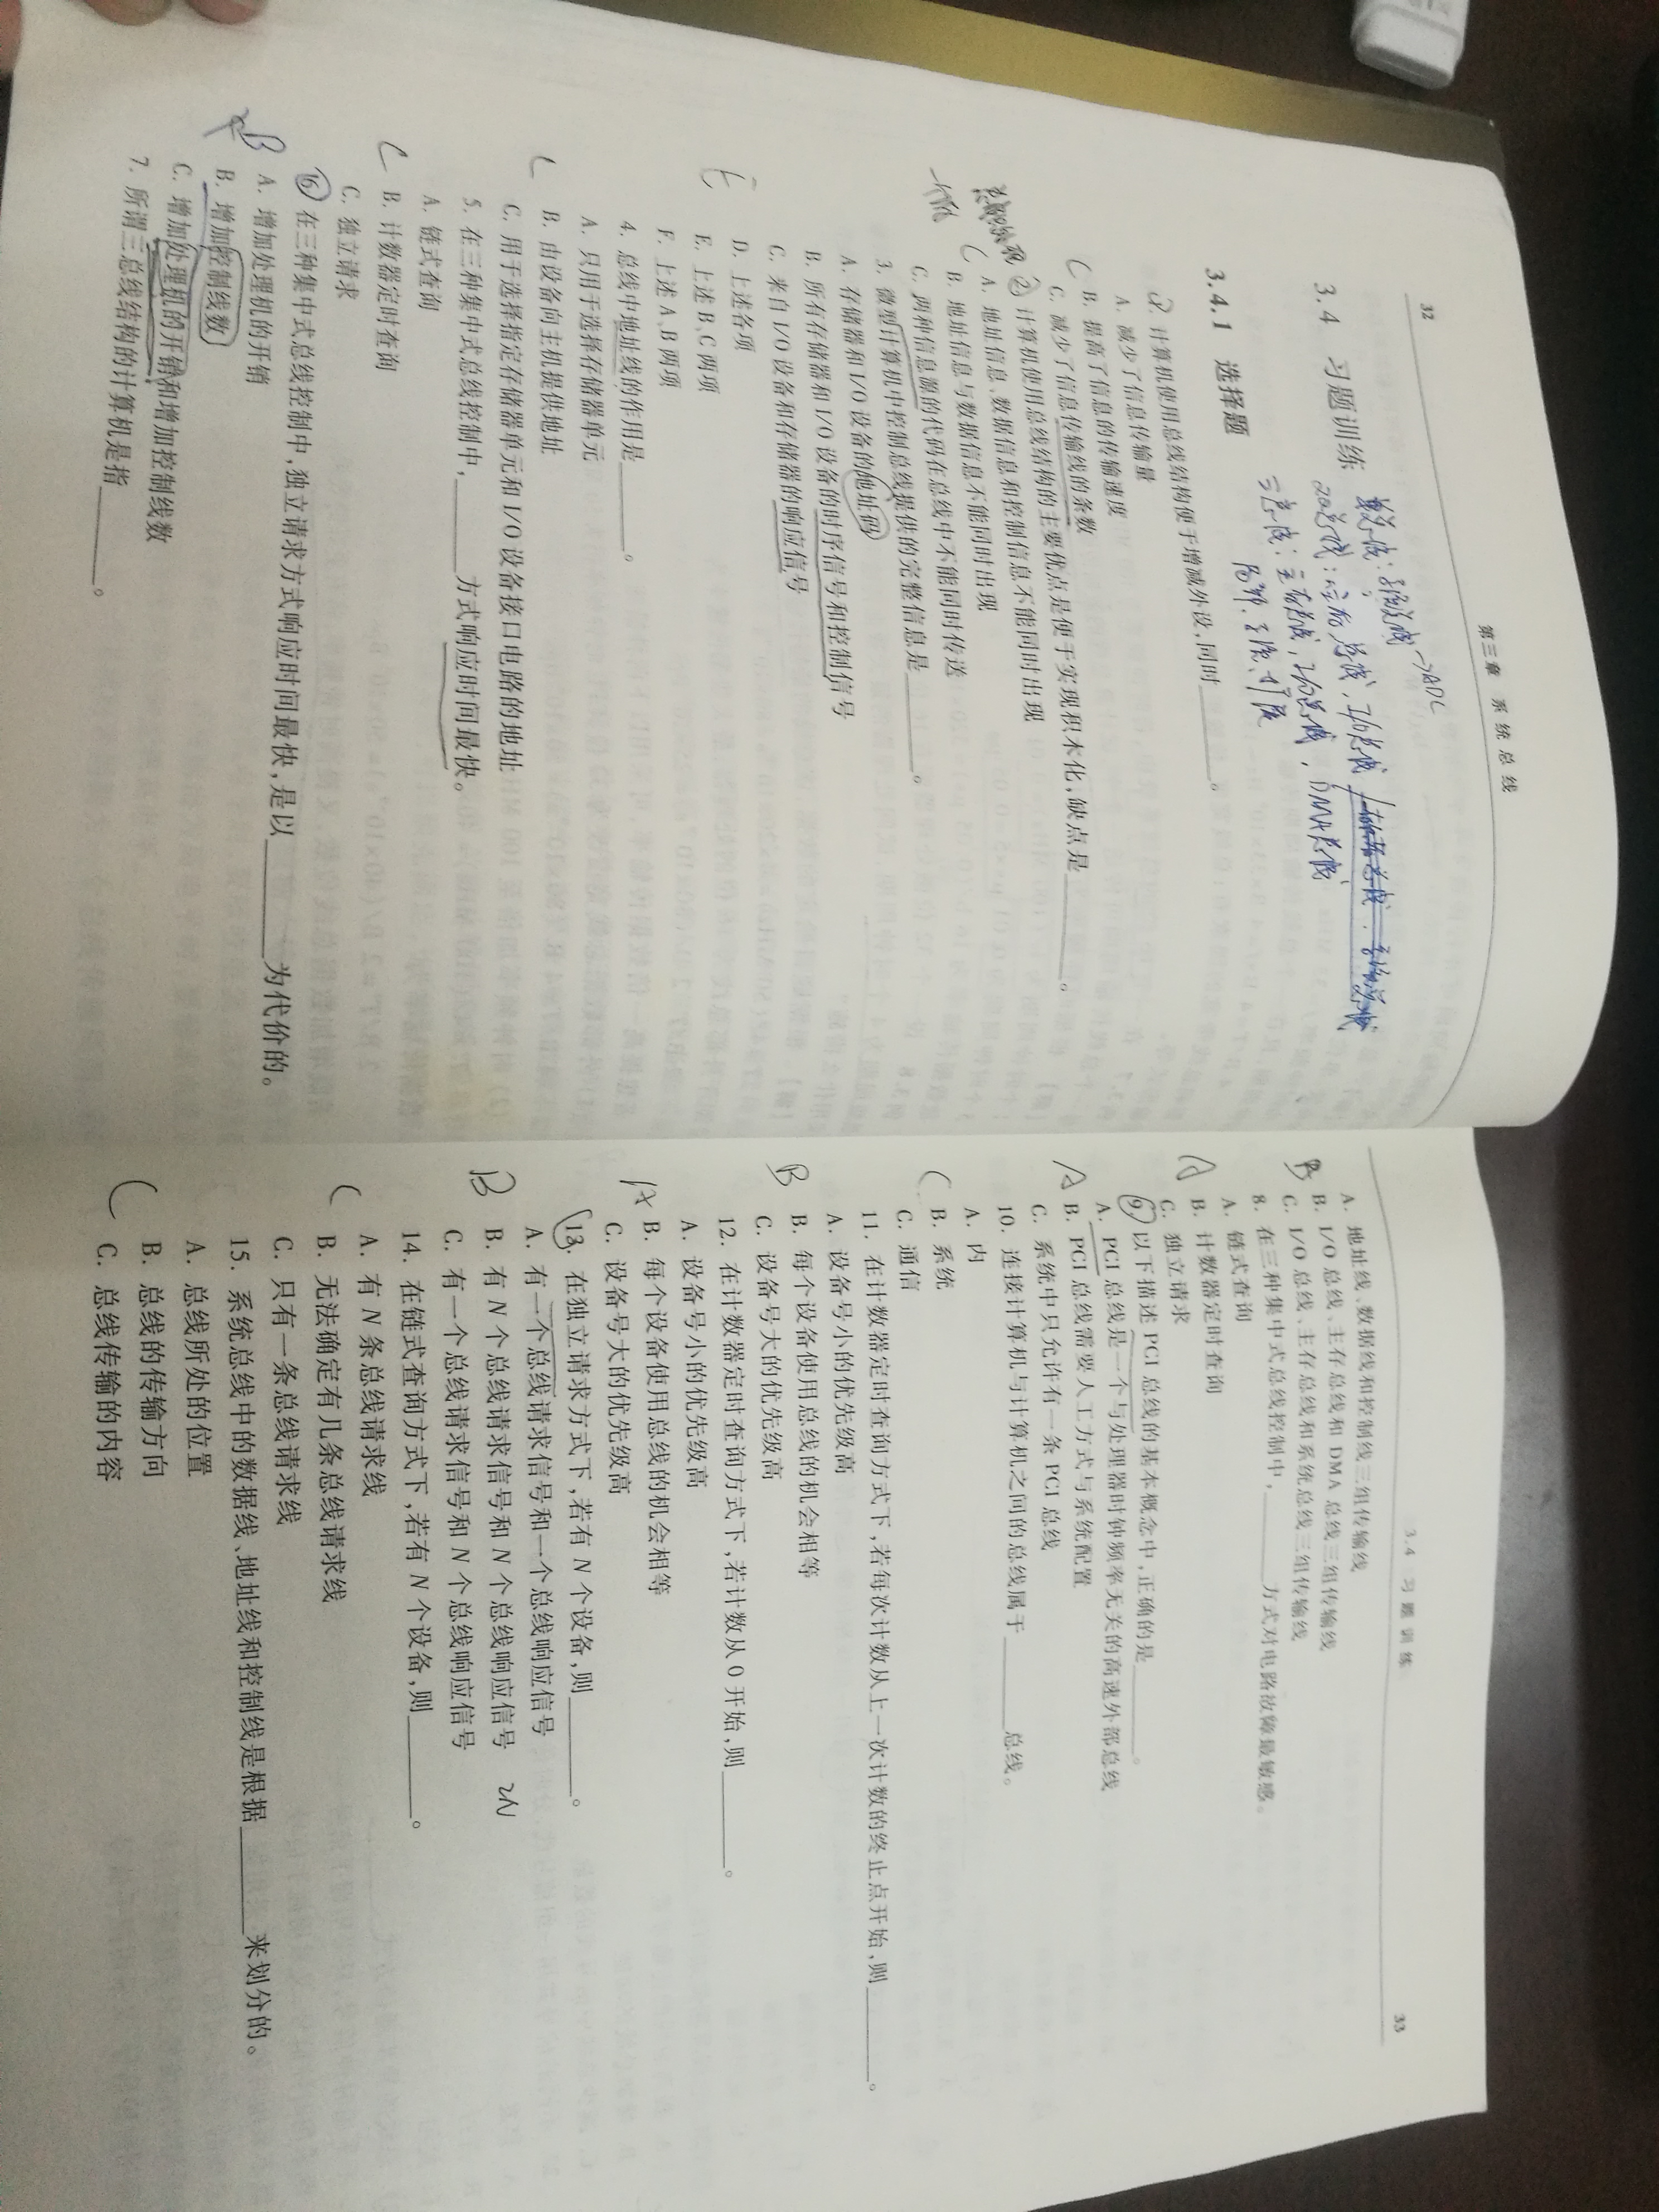 32
第三章 系统总线
3.4 习题训练
3.4.1 选择题
计算机使用总线结构便于增减外设,同时______。
A. 减少了信息传输量
B. 提高了信息的传输速度
C. 减少了信息传输线的条数
C
② 计算机使用总线结构的主要优点是便于实现积木化,缺点是______。
A. 地址信息、数据信息和控制信息不能同时出现
B. 地址信息与数据信息不能同时出现
C. 两种信息源的代码在总线中不能同时传送
C
3. 微型计算机中控制总线提供的完整信息是______。
A. 存储器和 I/O 设备的地址码
B. 所有存储器和 I/O 设备的时序信号和控制信号
C. 来自 I/O 设备和存储器的响应信号
D. 上述各项
E. 上述 B、C 两项
F. 上述 A、B 两项
E
4. 总线中地址线的作用是______。
A. 只用于选择存储器单元
B. 由设备向主机提供地址
C. 用于选择指定存储器单元和 I/O 设备接口电路的地址
C
5. 在三种集中式总线控制中,______方式响应时间最快。
A. 链式查询
B. 计数器定时查询
C. 独立请求
C
⑥ 在三种集中式总线控制中,独立请求方式响应时间最快,是以______为代价的。
A. 增加处理机的开销
B. 增加控制线数
C. 增加处理机的开销和增加控制线数
B
7. 所谓三总线结构的计算机是指______。
3.4 习题训练
33
A. 地址线、数据线和控制线三组传输线
B. I/O 总线、主存总线和 DMA 总线三组传输线
C. I/O 总线、主存总线和系统总线三组传输线
B
8. 在三种集中式总线控制中,______方式对电路故障最敏感。
A. 链式查询
B. 计数器定时查询
C. 独立请求
A
⑨ 以下描述 PCI 总线的基本概念中,正确的是______。
A. PCI 总线是一个与处理器时钟频率无关的高速外部总线
B. PCI 总线需要人工方式与系统配置
C. 系统中只允许有一条 PCI 总线
A
10. 连接计算机与计算机之间的总线属于______总线。
A. 内
B. 系统
C. 通信
C
11. 在计数器定时查询方式下,若每次计数从上一次计数的终止点开始,则______。
A. 设备号小的优先级高
B. 每个设备使用总线的机会相等
C. 设备号大的优先级高
B
12. 在计数器定时查询方式下,若计数从 0 开始,则______。
A. 设备号小的优先级高
B. 每个设备使用总线的机会相等
C. 设备号大的优先级高
A
13. 在独立请求方式下,若有 N 个设备,则______。
A. 有一个总线请求信号和一个总线响应信号
B. 有 N 个总线请求信号和 N 个总线响应信号 2N
C. 有一个总线请求信号和 N 个总线响应信号
B
14. 在链式查询方式下,若有 N 个设备,则______。
A. 有 N 条总线请求线
B. 无法确定有几条总线请求线
C. 只有一条总线请求线
C
15. 系统总线中的数据线、地址线和控制线是根据______来划分的。
A. 总线所处的位置
B. 总线的传输方向
C. 总线传输的内容
C